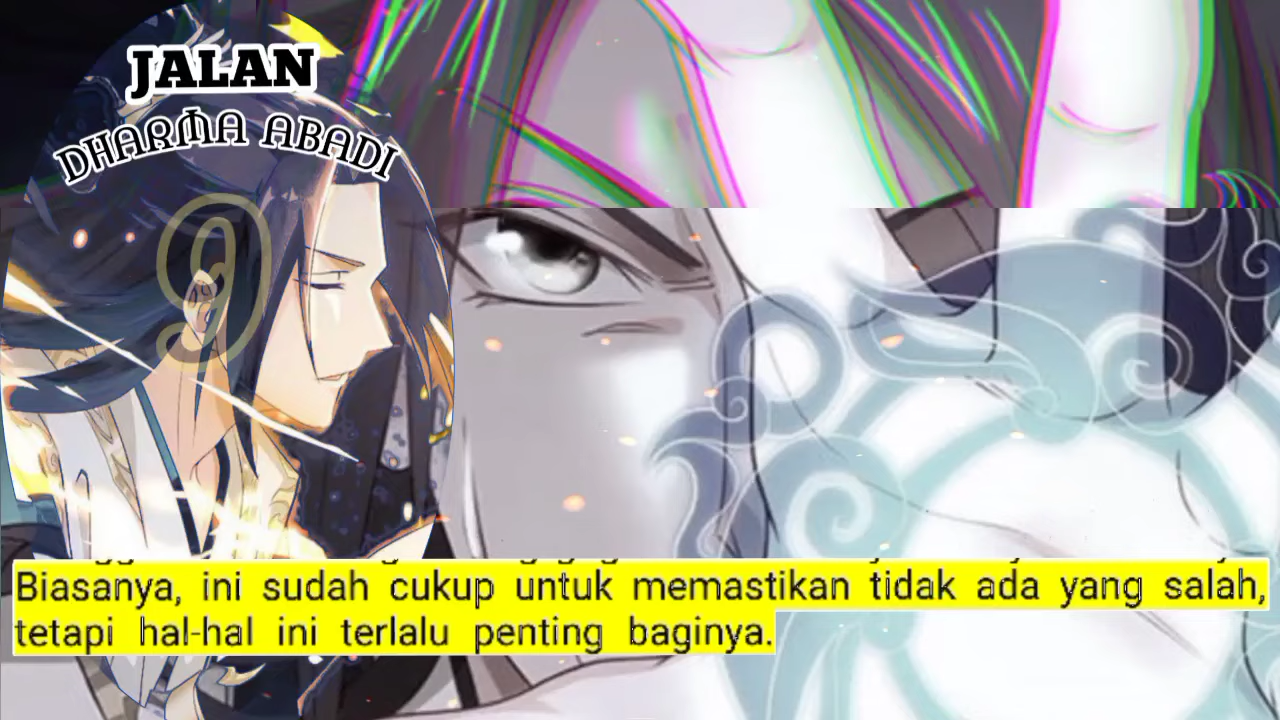 JALAN
DHARMA ABADI
9
Biasanya, ini sudah cukup untuk memastikan tidak ada yang salah,
tetapi hal-hal ini terlalu penting baginya.